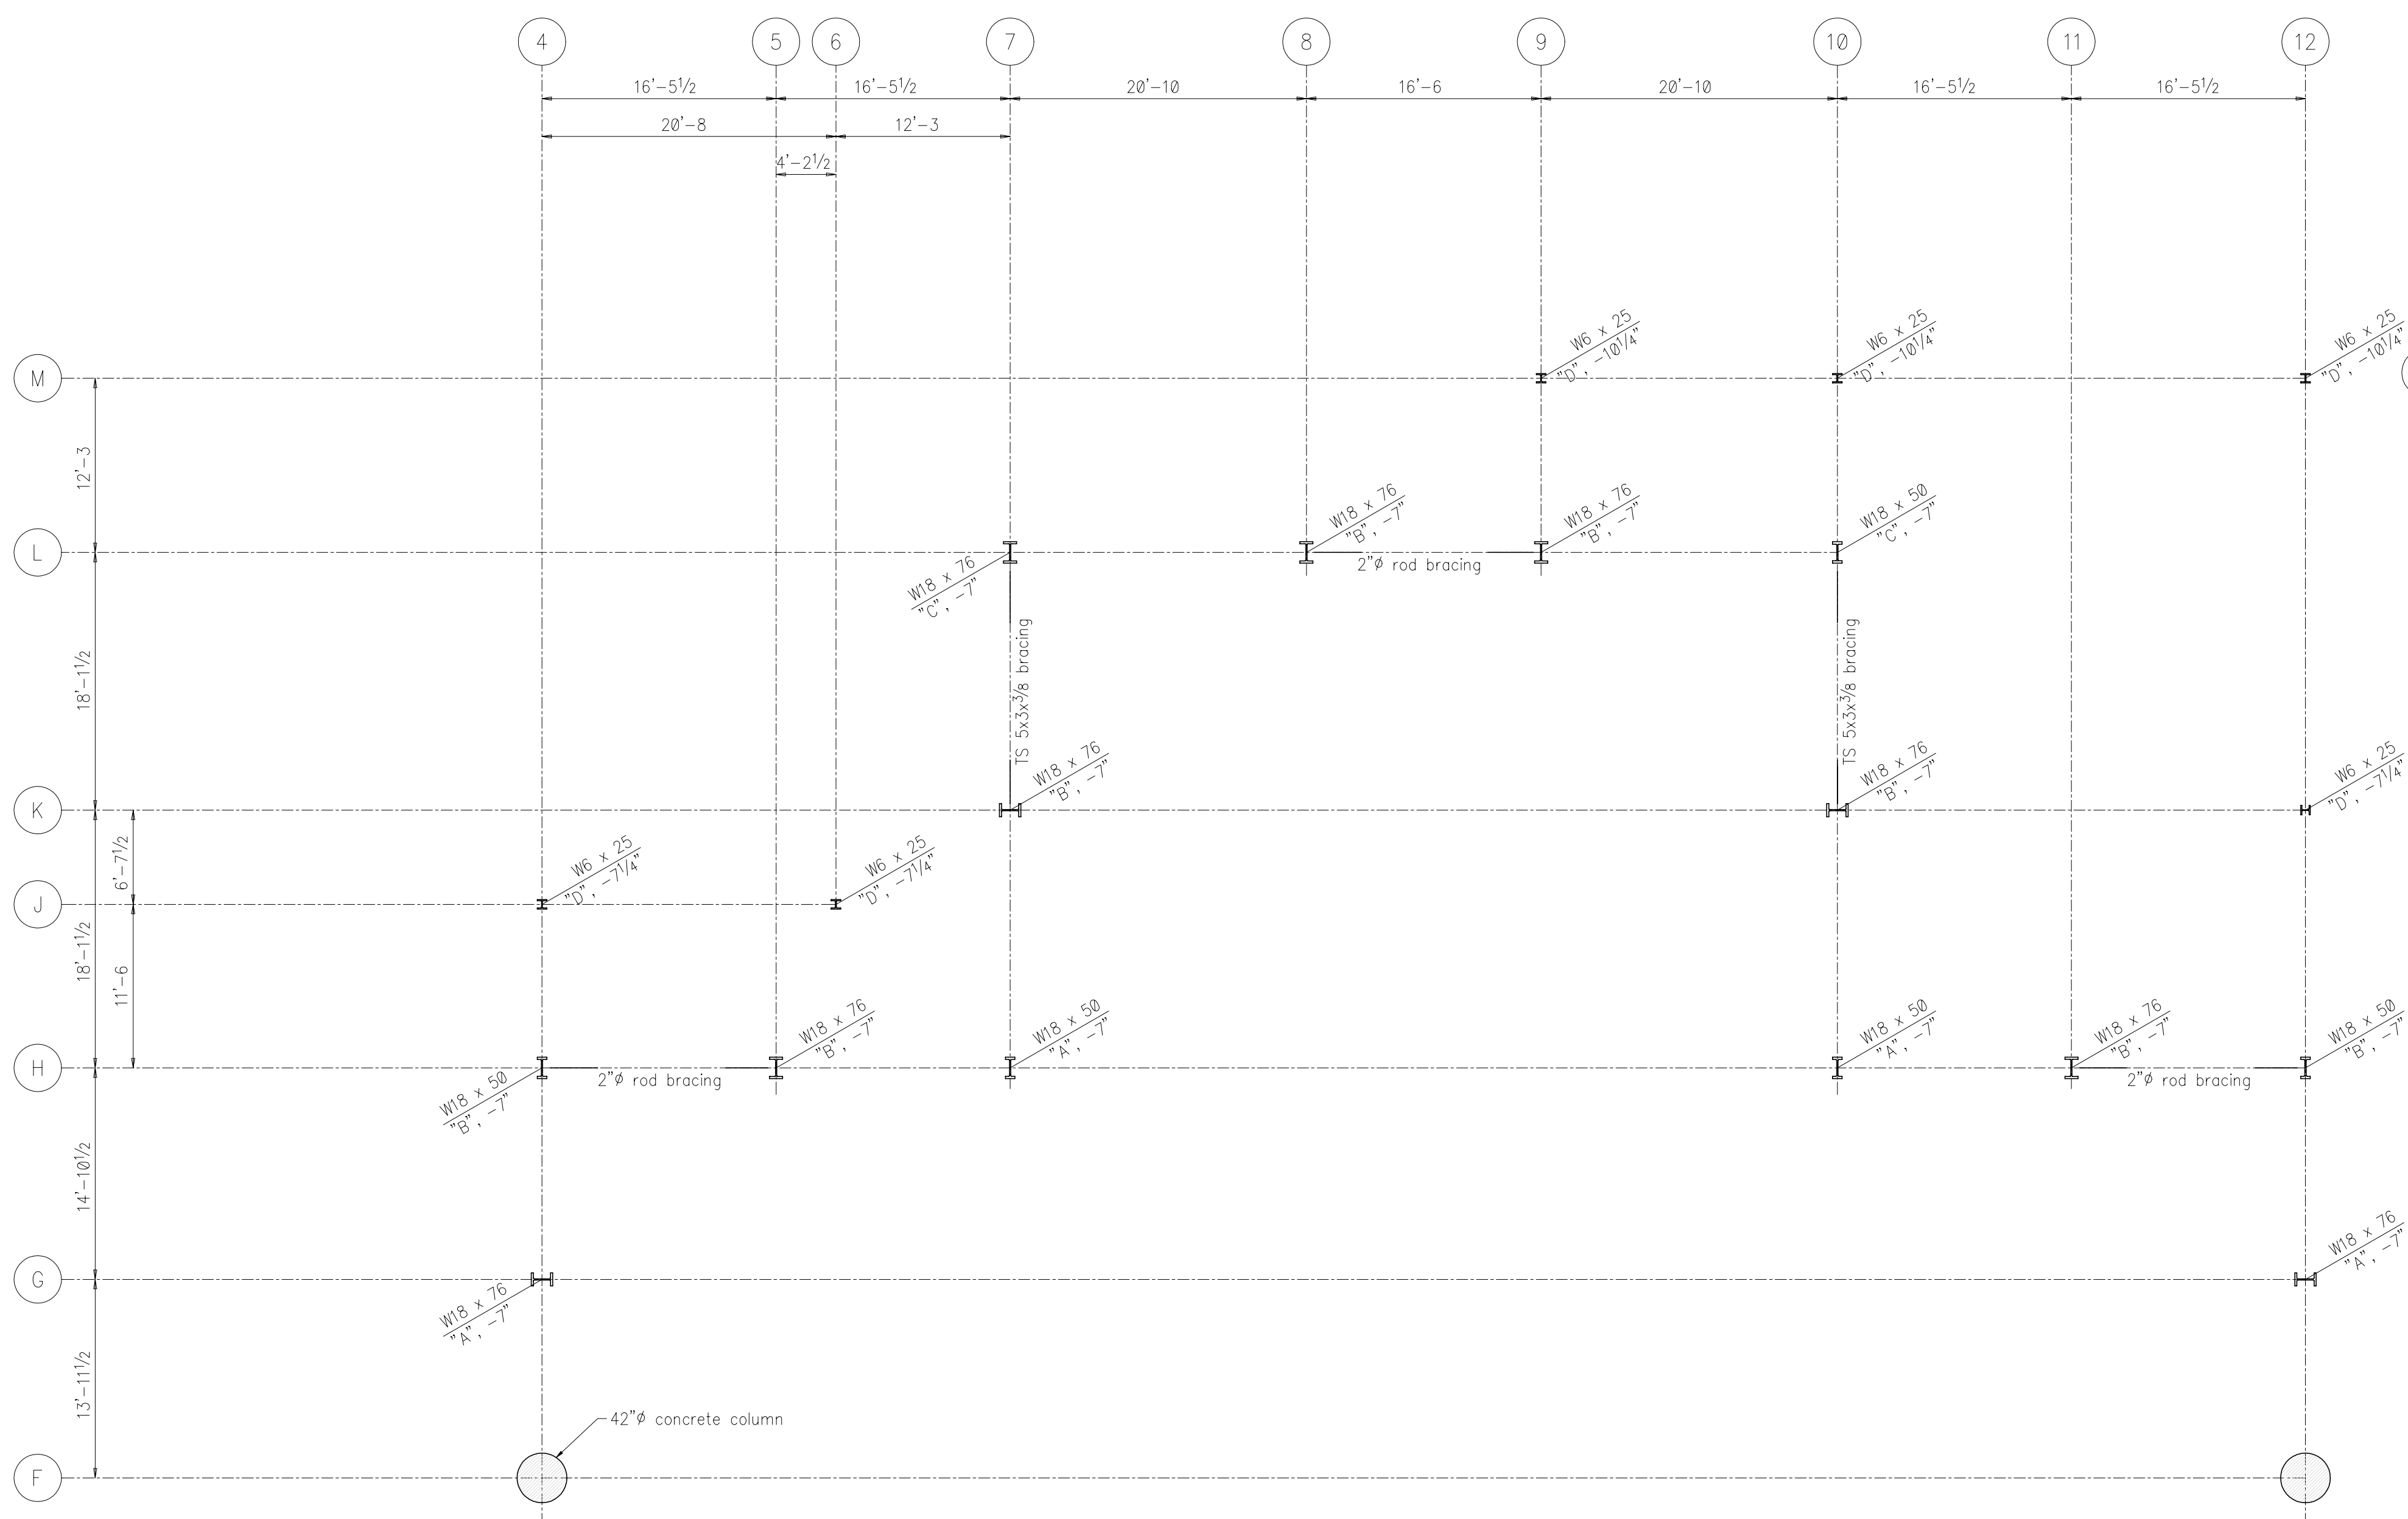 4 5 6 7 8 9 10 11 12
16'-5½ 16'-5½ 20'-10 16'-6 20'-10 16'-5½ 16'-5½
20'-8 12'-3
4'-2½
W6 x 25
"D", -10¼"
W6 x 25
"D", -10¼"
W6 x 25
"D", -10¼"
M
12'-3
W18 x 76
"B", -7"
W18 x 76
"B", -7"
W18 x 50
"C", -7"
L
2"ø rod bracing
W18 x 76
"C", -7"
18'-1½
TS 5x3x⅜ bracing
TS 5x3x⅜ bracing
W18 x 76
"B", -7"
W18 x 76
"B", -7"
W6 x 25
"D", -7¼"
K
6'-7½
W6 x 25
"D", -7¼"
W6 x 25
"D", -7¼"
J
18'-1½
11'-6
W18 x 76
"B", -7"
W18 x 50
"A", -7"
W18 x 50
"A", -7"
W18 x 76
"B", -7"
W18 x 50
"B", -7"
H
2"ø rod bracing
2"ø rod bracing
W18 x 50
"B", -7"
14'-10½
W18 x 76
"A", -7"
G
W18 x 76
"A", -7"
13'-11½
42"ø concrete column
F